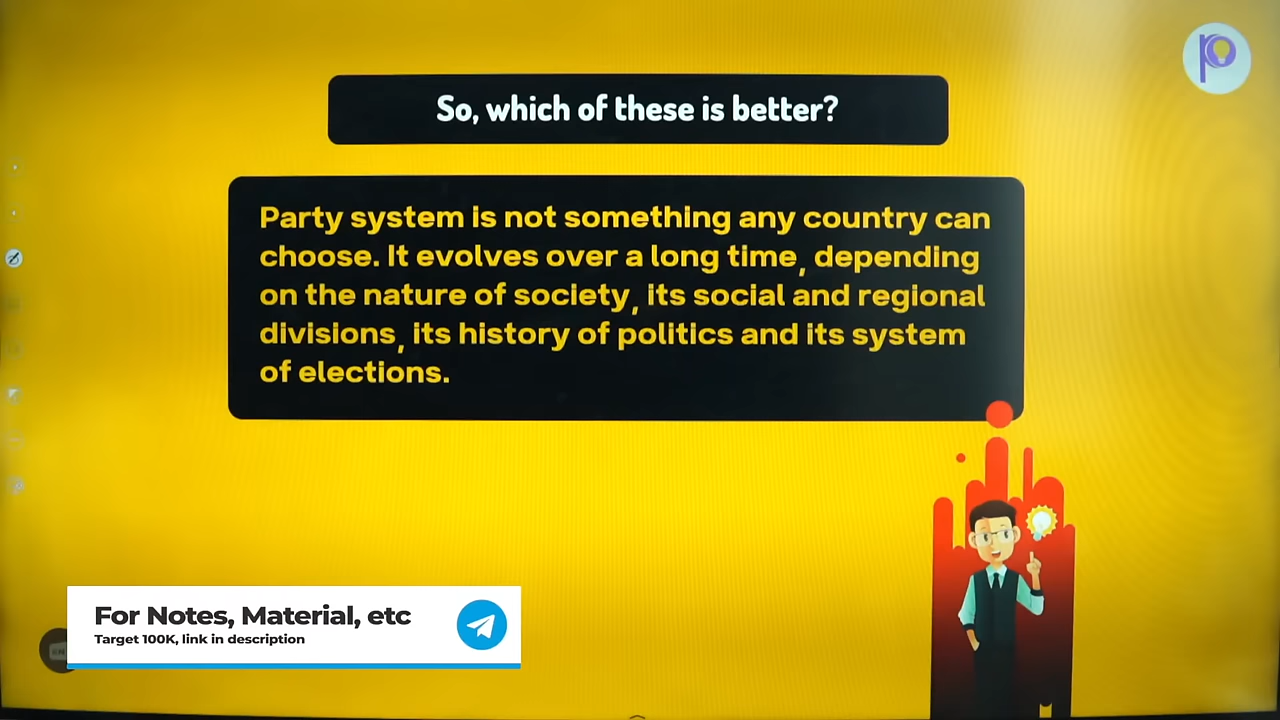 So, which of these is better?
Party system is not something any country can
choose. It evolves over a long time, depending
on the nature of society, its social and regional
divisions, its history of politics and its system
of elections.
For Notes, Material, etc
Target 100K, link in description